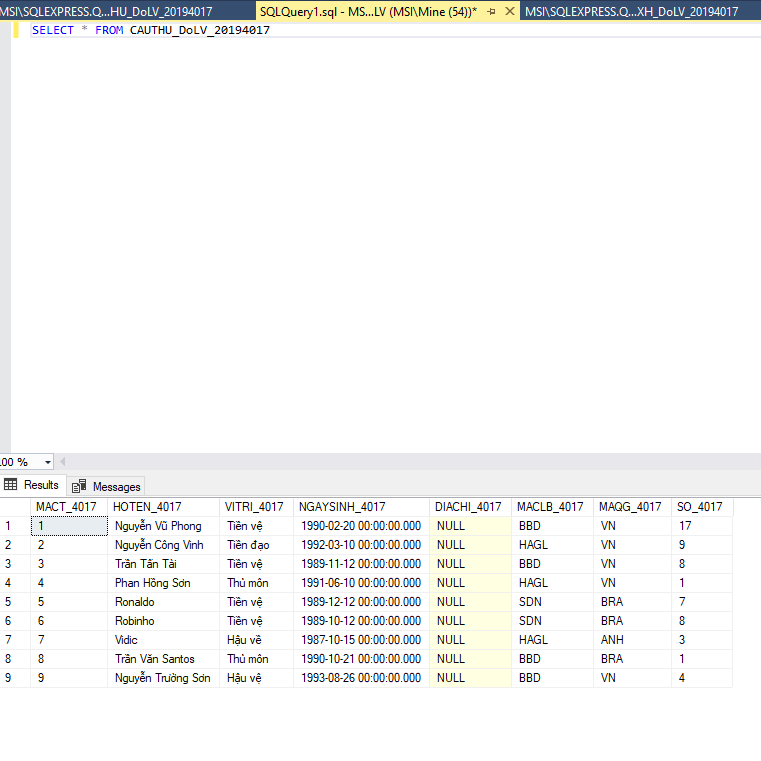 MSI\SQLEXPRESS.Q...HU_DoLV_20194017 SQLQuery1.sql - MS...LV (MSI\Mine (54))* MSI\SQLEXPRESS.Q...XH_DoLV_20194017
SELECT * FROM CAUTHU_DoLV_20194017
.00 %
Results Messages
MACT_4017 HOTEN_4017 VITRI_4017 NGAYSINH_4017 DIACHI_4017 MACLB_4017 MAQG_4017 SO_4017
1 1 Nguyễn Vũ Phong Tiền vệ 1990-02-20 00:00:00.000 NULL BBD VN 17
2 2 Nguyễn Công Vinh Tiền đạo 1992-03-10 00:00:00.000 NULL HAGL VN 9
3 3 Trần Tấn Tài Tiền vệ 1989-11-12 00:00:00.000 NULL BBD VN 8
4 4 Phan Hồng Sơn Thủ môn 1991-06-10 00:00:00.000 NULL HAGL VN 1
5 5 Ronaldo Tiền vệ 1989-12-12 00:00:00.000 NULL SDN BRA 7
6 6 Robinho Tiền vệ 1989-10-12 00:00:00.000 NULL SDN BRA 8
7 7 Vidic Hậu vệ 1987-10-15 00:00:00.000 NULL HAGL ANH 3
8 8 Trần Văn Santos Thủ môn 1990-10-21 00:00:00.000 NULL BBD BRA 1
9 9 Nguyễn Trường Sơn Hậu vệ 1993-08-26 00:00:00.000 NULL BBD VN 4